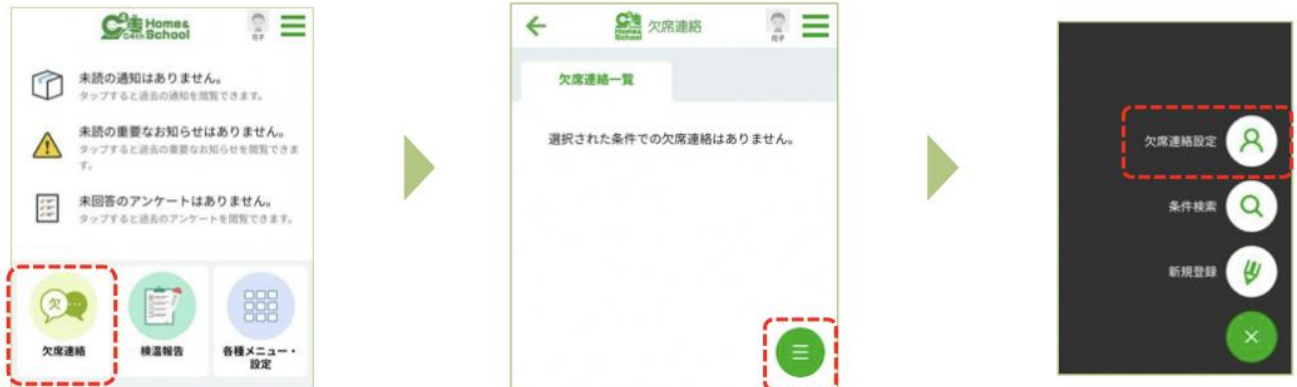 C4th Home& School
花子
未読の通知はありません。
タップすると過去の通知を閲覧できます。
未読の重要なお知らせはありません。
タップすると過去の重要なお知らせを閲覧できま
す。
未回答のアンケートはありません。
タップすると過去のアンケートを閲覧できます。
欠
欠席連絡
検温報告
各種メニュー・
設定
Home&
School
欠席連絡
花子
欠席連絡一覧
選択された条件での欠席連絡はありません。
欠席連絡設定
条件検索
新規登録